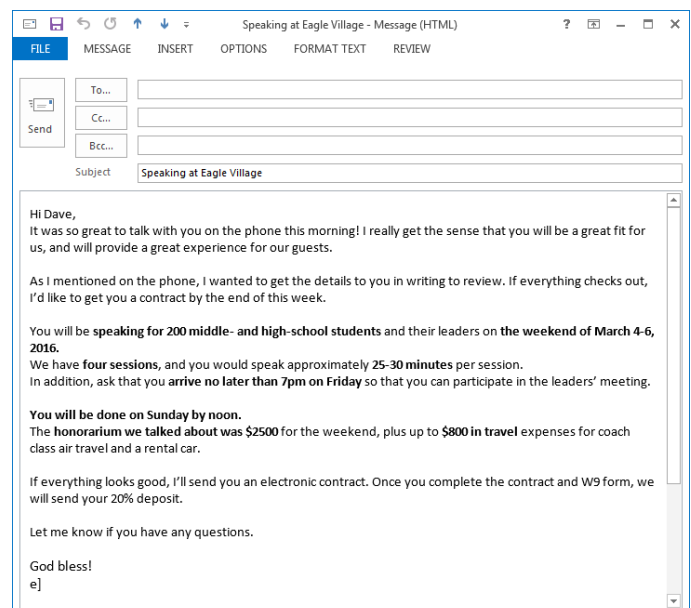 Speaking at Eagle Village - Message (HTML)
?
FILE MESSAGE INSERT OPTIONS FORMAT TEXT REVIEW
Send
To...
Cc...
Bcc...
Subject Speaking at Eagle Village
Hi Dave,
It was so great to talk with you on the phone this morning! I really get the sense that you will be a great fit for
us, and will provide a great experience for our guests.
As I mentioned on the phone, I wanted to get the details to you in writing to review. If everything checks out,
I'd like to get you a contract by the end of this week.
You will be speaking for 200 middle- and high-school students and their leaders on the weekend of March 4-6,
2016.
We have four sessions, and you would speak approximately 25-30 minutes per session.
In addition, ask that you arrive no later than 7pm on Friday so that you can participate in the leaders' meeting.
You will be done on Sunday by noon.
The honorarium we talked about was $2500 for the weekend, plus up to $800 in travel expenses for coach
class air travel and a rental car.
If everything looks good, I'll send you an electronic contract. Once you complete the contract and W9 form, we
will send your 20% deposit.
Let me know if you have any questions.
God bless!
e]